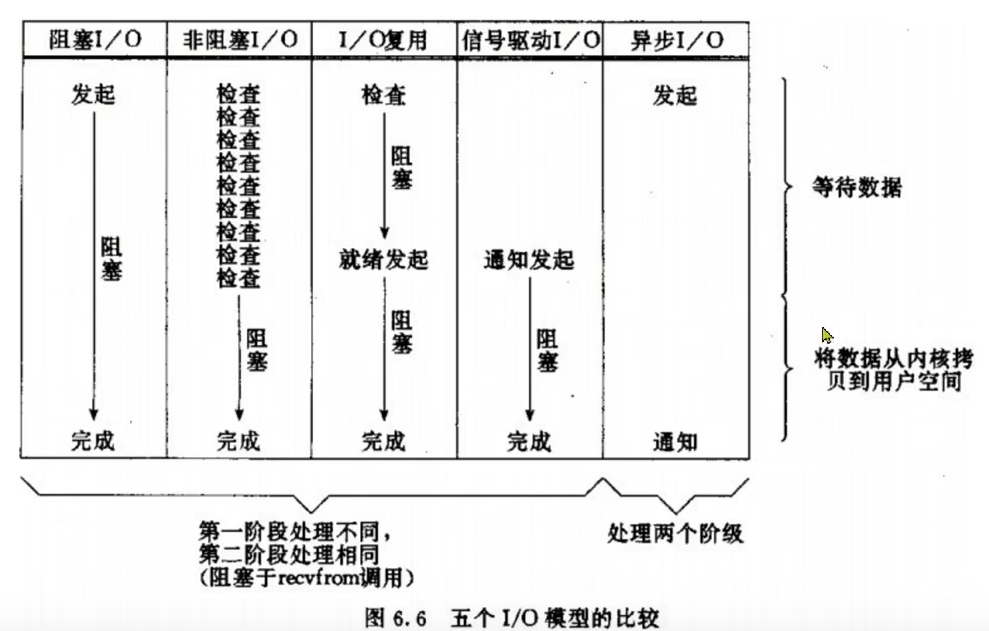 阻塞I/O 非阻塞I/O I/O复用 信号驱动I/O 异步I/O
发起 检查 检查 发起
检查
检查
检查
检查
检查
检查
检查
检查
阻塞
阻塞
就绪发起 通知发起
阻塞
阻塞
阻塞
完成 完成 完成 完成 通知
等待数据
将数据从内核拷
贝到用户空间
第一阶段处理不同，
第二阶段处理相同
（阻塞于recvfrom调用）
处理两个阶级
图 6.6 五个 I/O 模型的比较